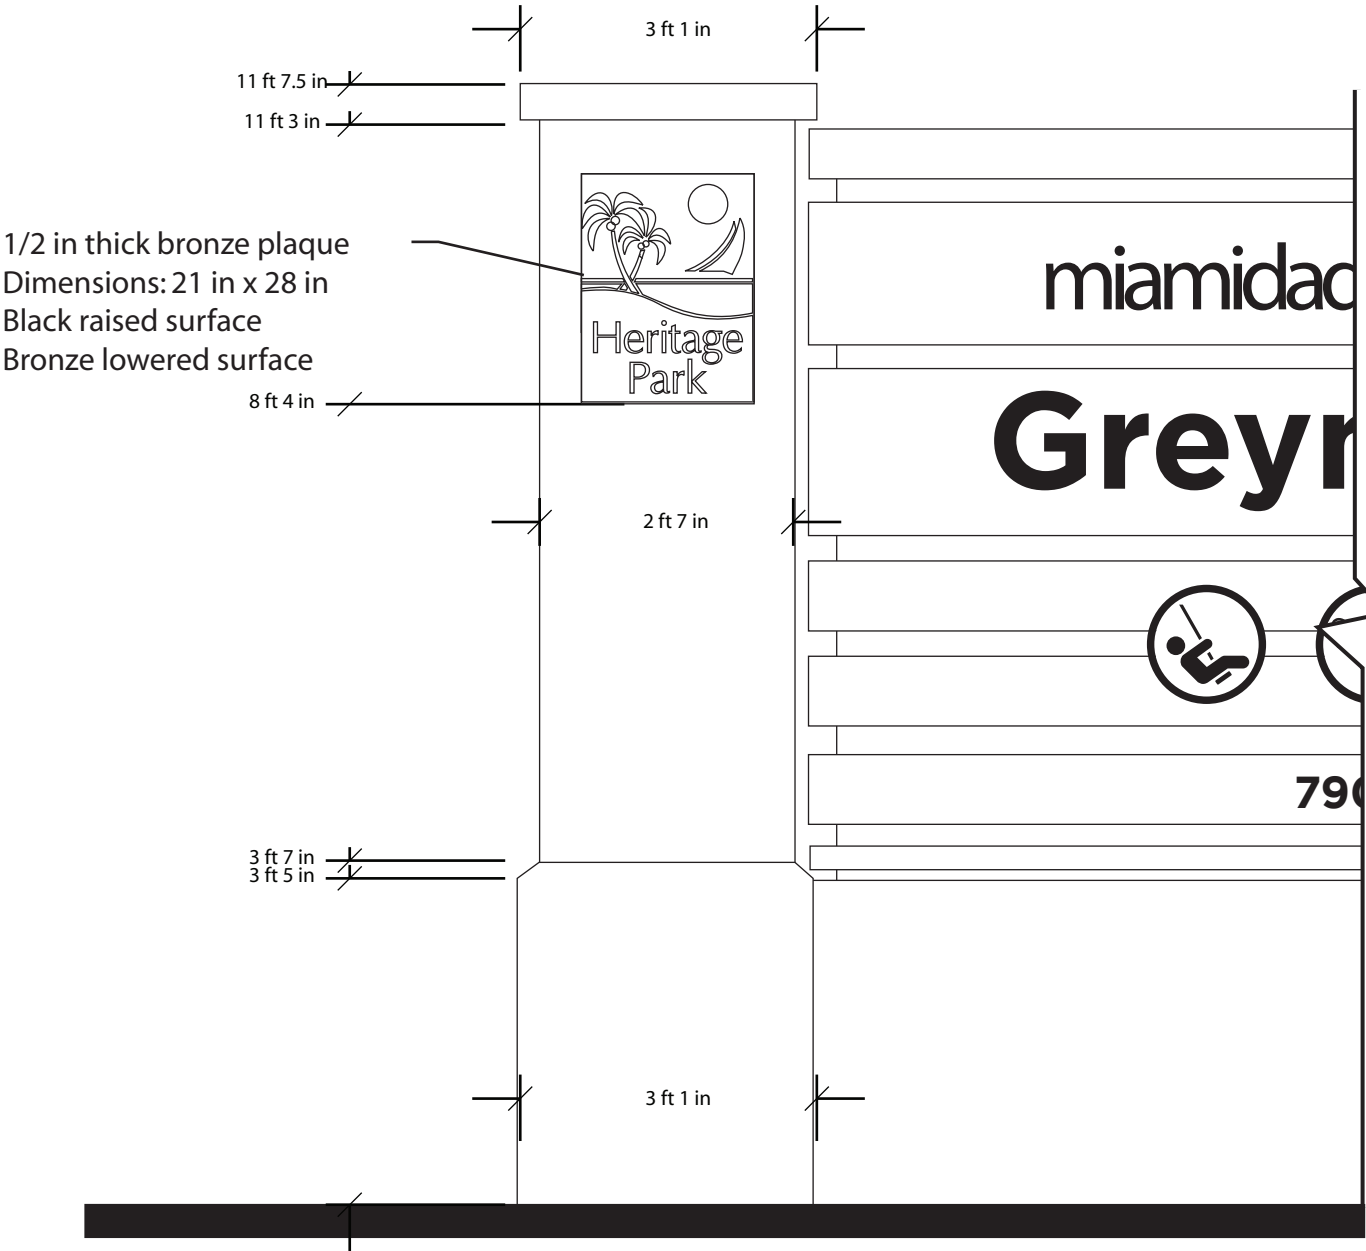 3 ft 1 in
11 ft 7.5 in
11 ft 3 in
1/2 in thick bronze plaque
Dimensions: 21 in x 28 in
Black raised surface
Bronze lowered surface
Heritage
Park
8 ft 4 in
miamidad
Greyn
2 ft 7 in
790
3 ft 7 in
3 ft 5 in
3 ft 1 in